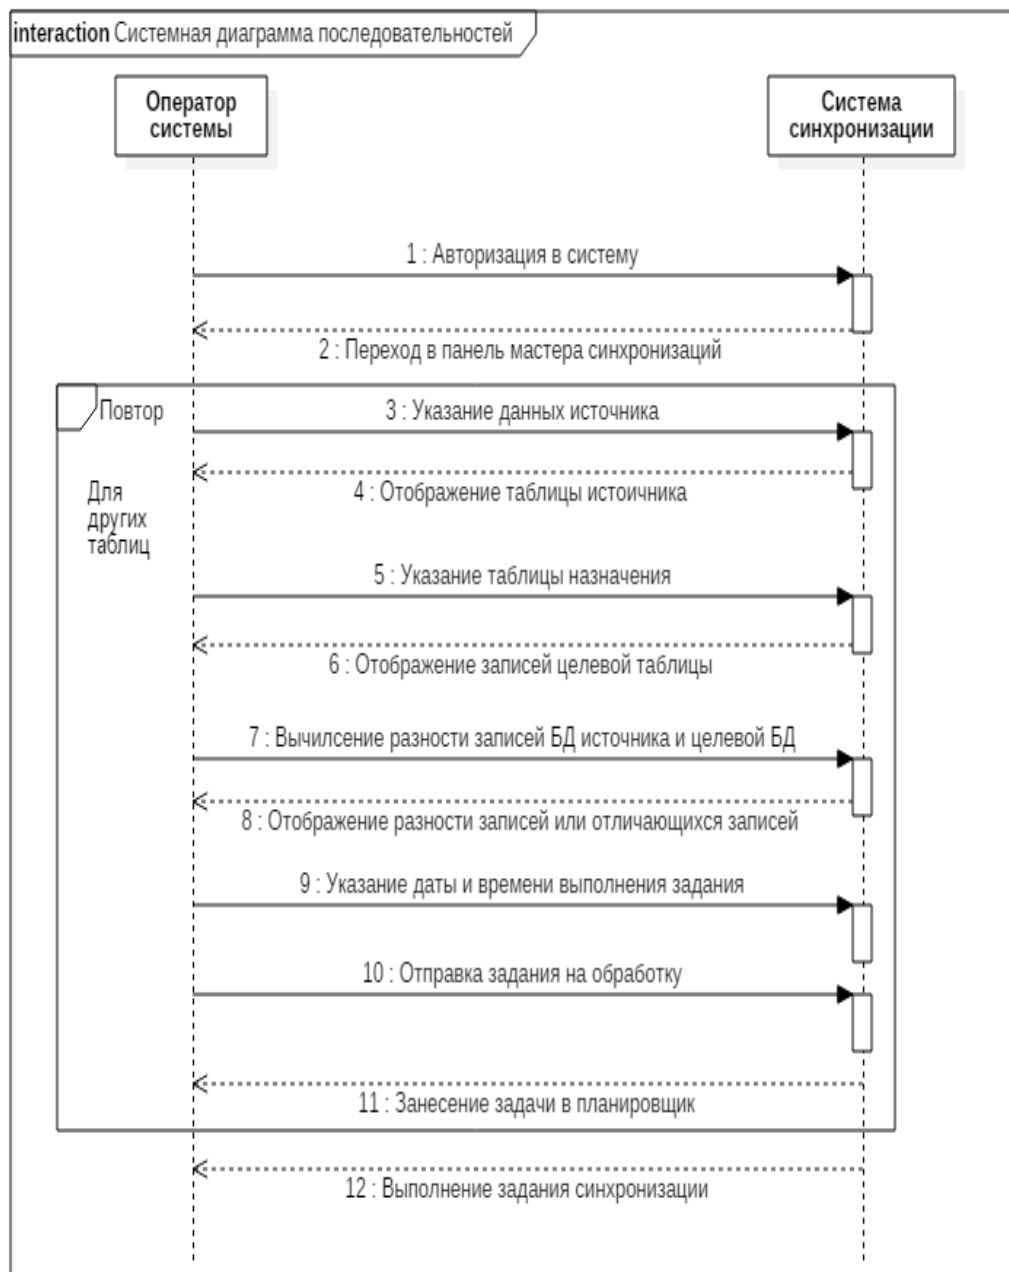 interaction Системная диаграмма последовательностей
Оператор
системы
Система
синхронизации
1 : Авторизация в систему
2 : Переход в панель мастера синхронизаций
Повтор
3 : Указание данных источника
4 : Отображение таблицы истоичника
Для
других
таблиц
5 : Указание таблицы назначения
6 : Отображение записей целевой таблицы
7 : Вычилсение разности записей БД источника и целевой БД
8 : Отображение разности записей или отличающихся записей
9 : Указание даты и времени выполнения задания
10 : Отправка задания на обработку
11 : Занесение задачи в планировщик
12 : Выполнение задания синхронизации